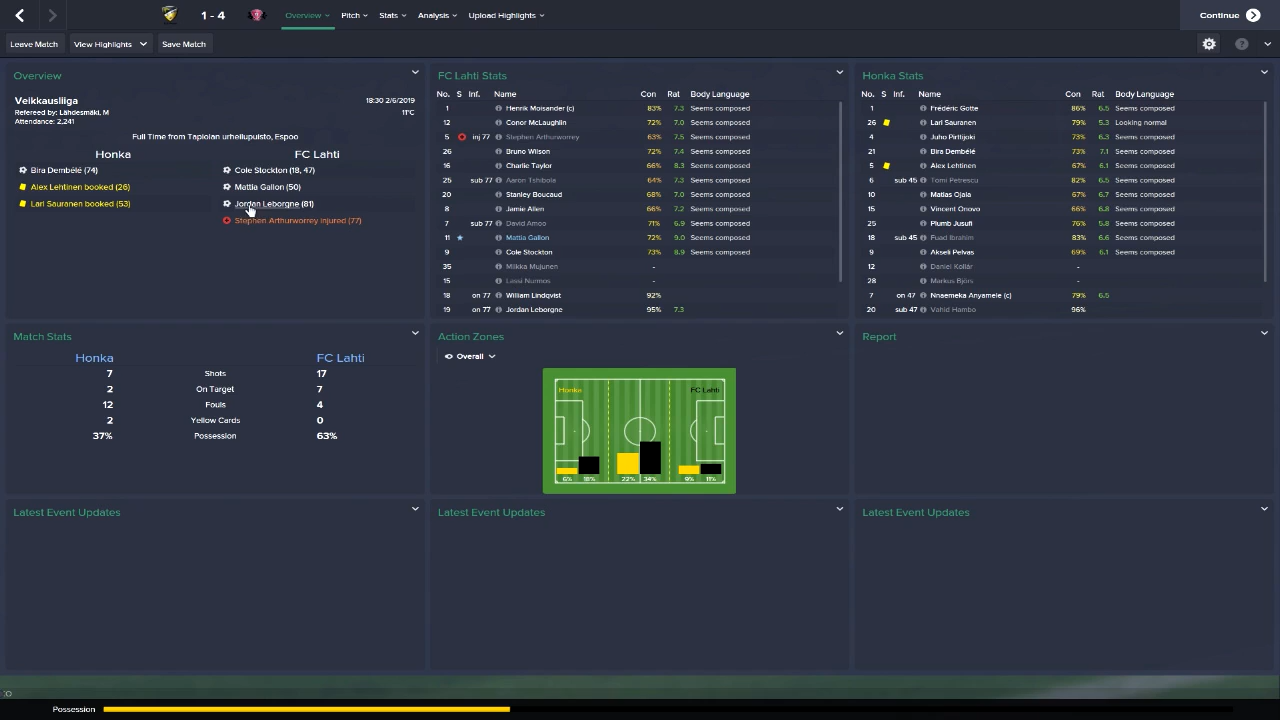 1 - 4 Overview Pitch Stats Analysis Upload Highlights Continue
Leave Match View Highlights Save Match
Overview
Veikkausliiga 18:30 2/6/2019
Refereed by: Lähdesmäki, M 11°C
Attendance: 2,241
Full Time from Tapiolan urheilupuisto, Espoo
Honka FC Lahti
Bira Dembélé (74) Cole Stockton (18, 47)
Alex Lehtinen booked (26) Mattia Gallon (50)
Lari Sauranen booked (53) Jordan Leborgne (81)
Stephen Arthurworrey injured (77)
FC Lahti Stats
No. S Inf. Name Con Rat Body Language
1 Henrik Moisander (c) 83% 7.3 Seems composed
12 Conor McLaughlin 72% 7.0 Seems composed
5 inj 77 Stephen Arthurworrey 63% 7.5 Seems composed
26 Bruno Wilson 72% 7.4 Seems composed
16 Charlie Taylor 66% 8.3 Seems composed
25 sub 77 Aaron Tshibola 64% 7.3 Seems composed
20 Stanley Boucaud 68% 7.0 Seems composed
8 Jamie Allen 66% 7.2 Seems composed
7 sub 77 David Amoo 71% 6.9 Seems composed
11 Mattia Gallon 72% 9.0 Seems composed
9 Cole Stockton 73% 8.9 Seems composed
35 Miikka Mujunen -
15 Lassi Nurmos -
18 on 77 William Lindqvist 92%
19 on 77 Jordan Leborgne 95% 7.3
Honka Stats
No. S Inf. Name Con Rat Body Language
1 Frédéric Gotte 86% 6.5 Seems composed
26 Lari Sauranen 79% 5.3 Looking normal
4 Juho Pirttijoki 73% 6.3 Seems composed
21 Bira Dembélé 73% 7.1 Seems composed
5 Alex Lehtinen 67% 6.1 Seems composed
6 sub 45 Tomi Petrescu 82% 6.5 Seems composed
10 Matias Ojala 67% 6.7 Seems composed
15 Vincent Onovo 66% 6.8 Seems composed
25 Plumb Jusufi 76% 5.8 Seems composed
18 sub 45 Fuad Ibrahim 83% 6.6 Seems composed
9 Akseli Pelvas 69% 6.1 Seems composed
12 Daniel Kollár -
28 Markus Björs -
7 on 47 Nnaemeka Anyamele (c) 79% 6.5
20 sub 47 Vahid Hambo 96%
Match Stats
Honka FC Lahti
7 Shots 17
2 On Target 7
12 Fouls 4
2 Yellow Cards 0
37% Possession 63%
Action Zones
Overall
Honka FC Lahti
6% 18% 22% 34% 9% 11%
Report
Latest Event Updates
Latest Event Updates
Latest Event Updates
:o
Possession